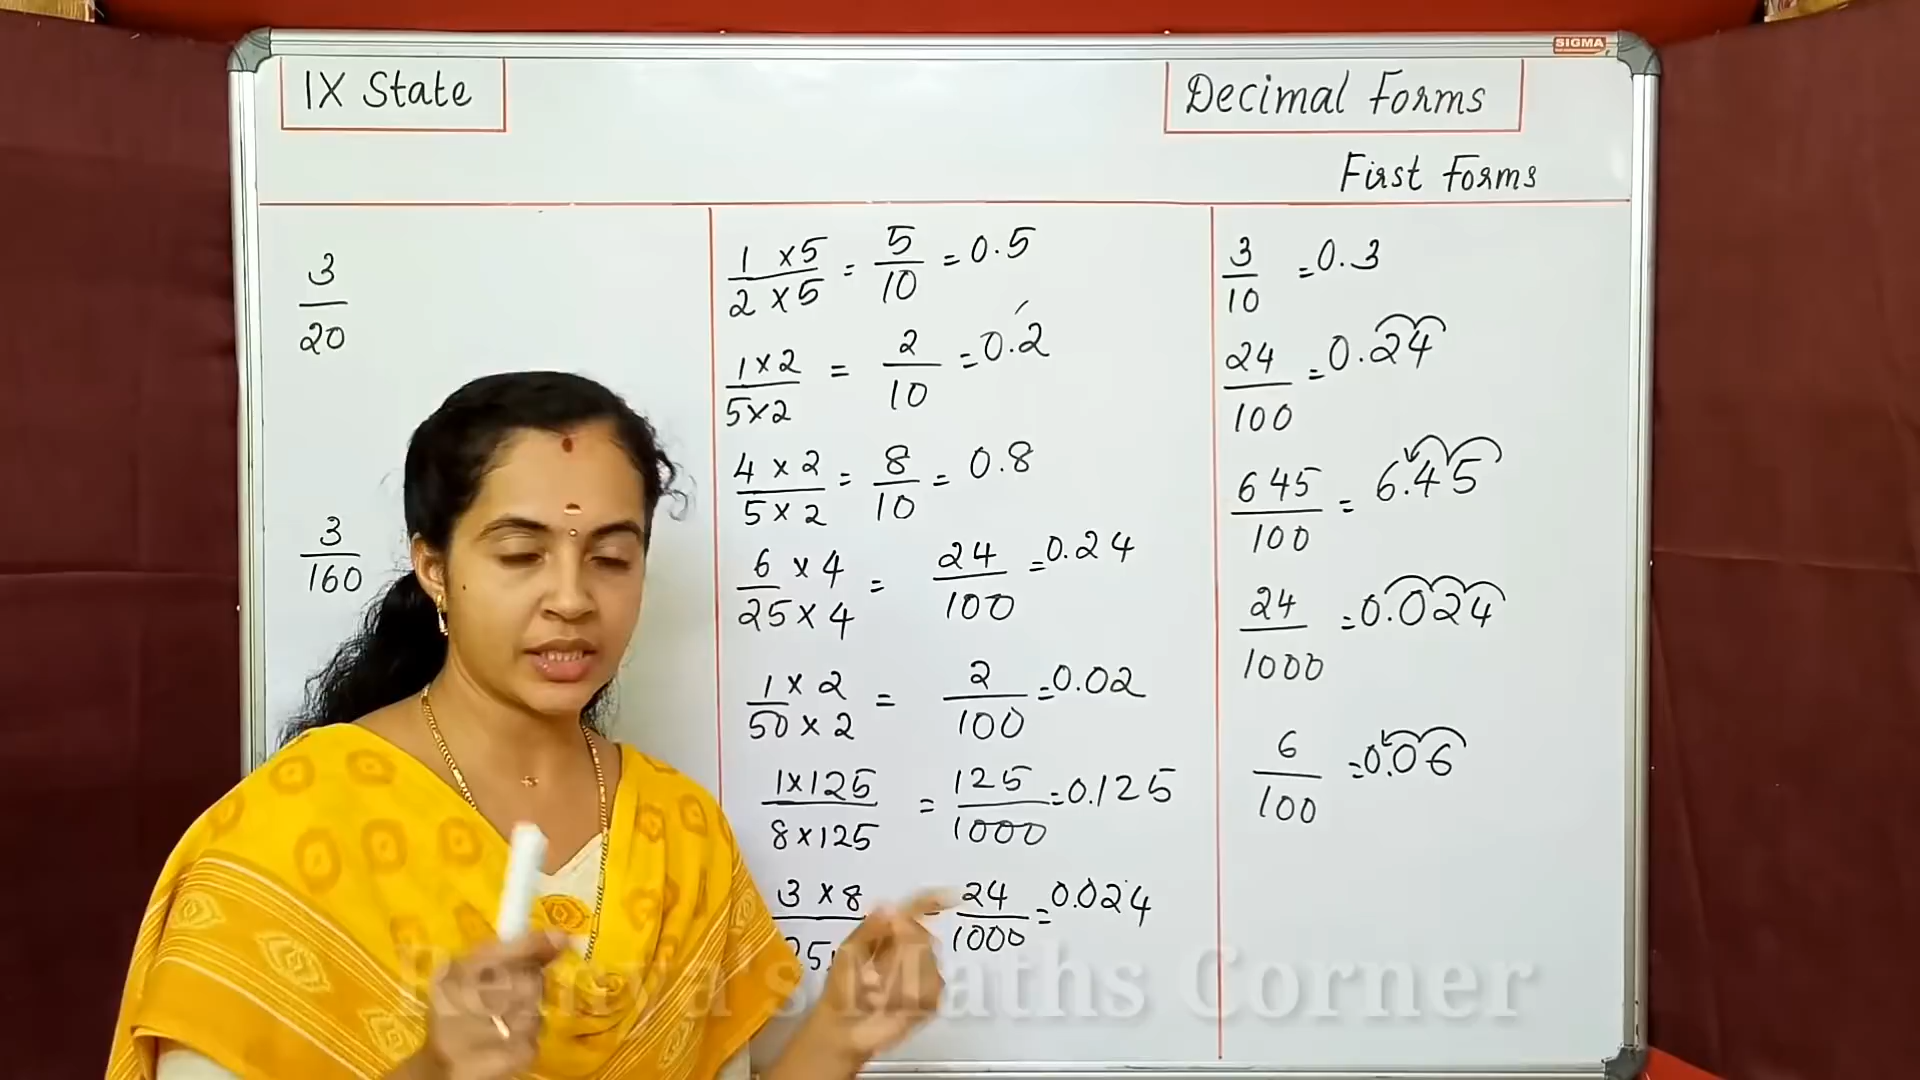 SIGMA
IX State
Decimal Forms
First Forms
3/20
3/160
1 ×5/2 ×5 = 5/10 = 0.5
1×2/5×2 = 2/10 = 0.2
4 × 2/5 × 2 = 8/10 = 0.8
6 × 4/25 × 4 = 24/100 = 0.24
1 × 2/50 × 2 = 2/100 = 0.02
1×125/8×125 = 125/1000 = 0.125
3 ×8/ = 24/1000 = 0.024
3/10 = 0.3
24/100 = 0.24
645/100 = 6.45
24/1000 = 0.024
6/100 = 0.06
Remya's Maths Corner